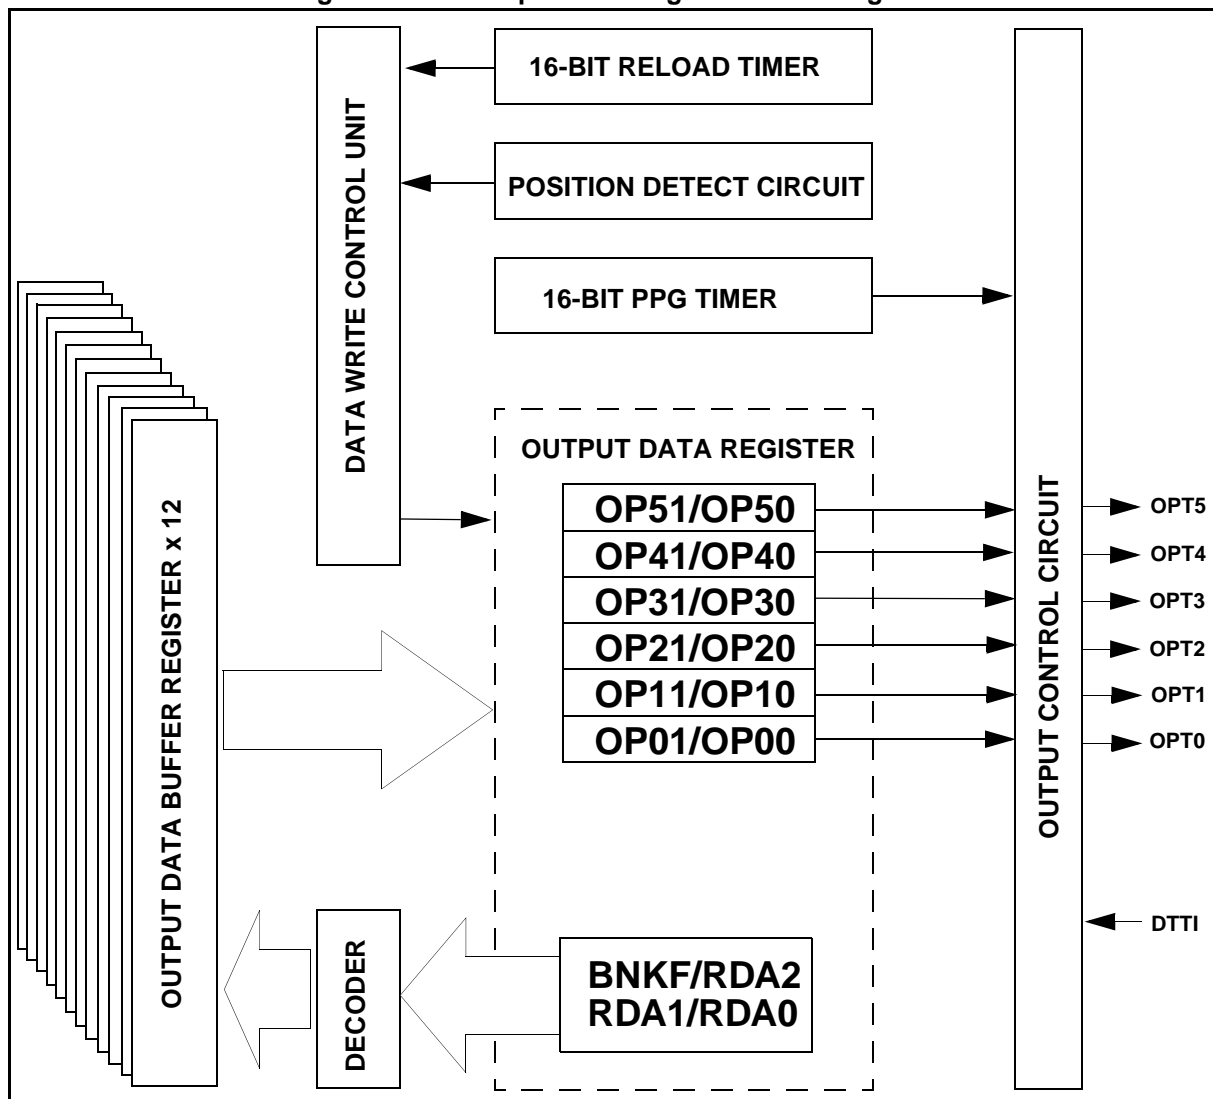 16-BIT RELOAD TIMER
POSITION DETECT CIRCUIT
16-BIT PPG TIMER
DATA WRITE CONTROL UNIT
OUTPUT DATA REGISTER
OP51/OP50
OP41/OP40
OP31/OP30
OP21/OP20
OP11/OP10
OP01/OP00
OUTPUT DATA BUFFER REGISTER x 12
DECODER
BNKF/RDA2
RDA1/RDA0
OUTPUT CONTROL CIRCUIT
OPT5
OPT4
OPT3
OPT2
OPT1
OPT0
DTTI